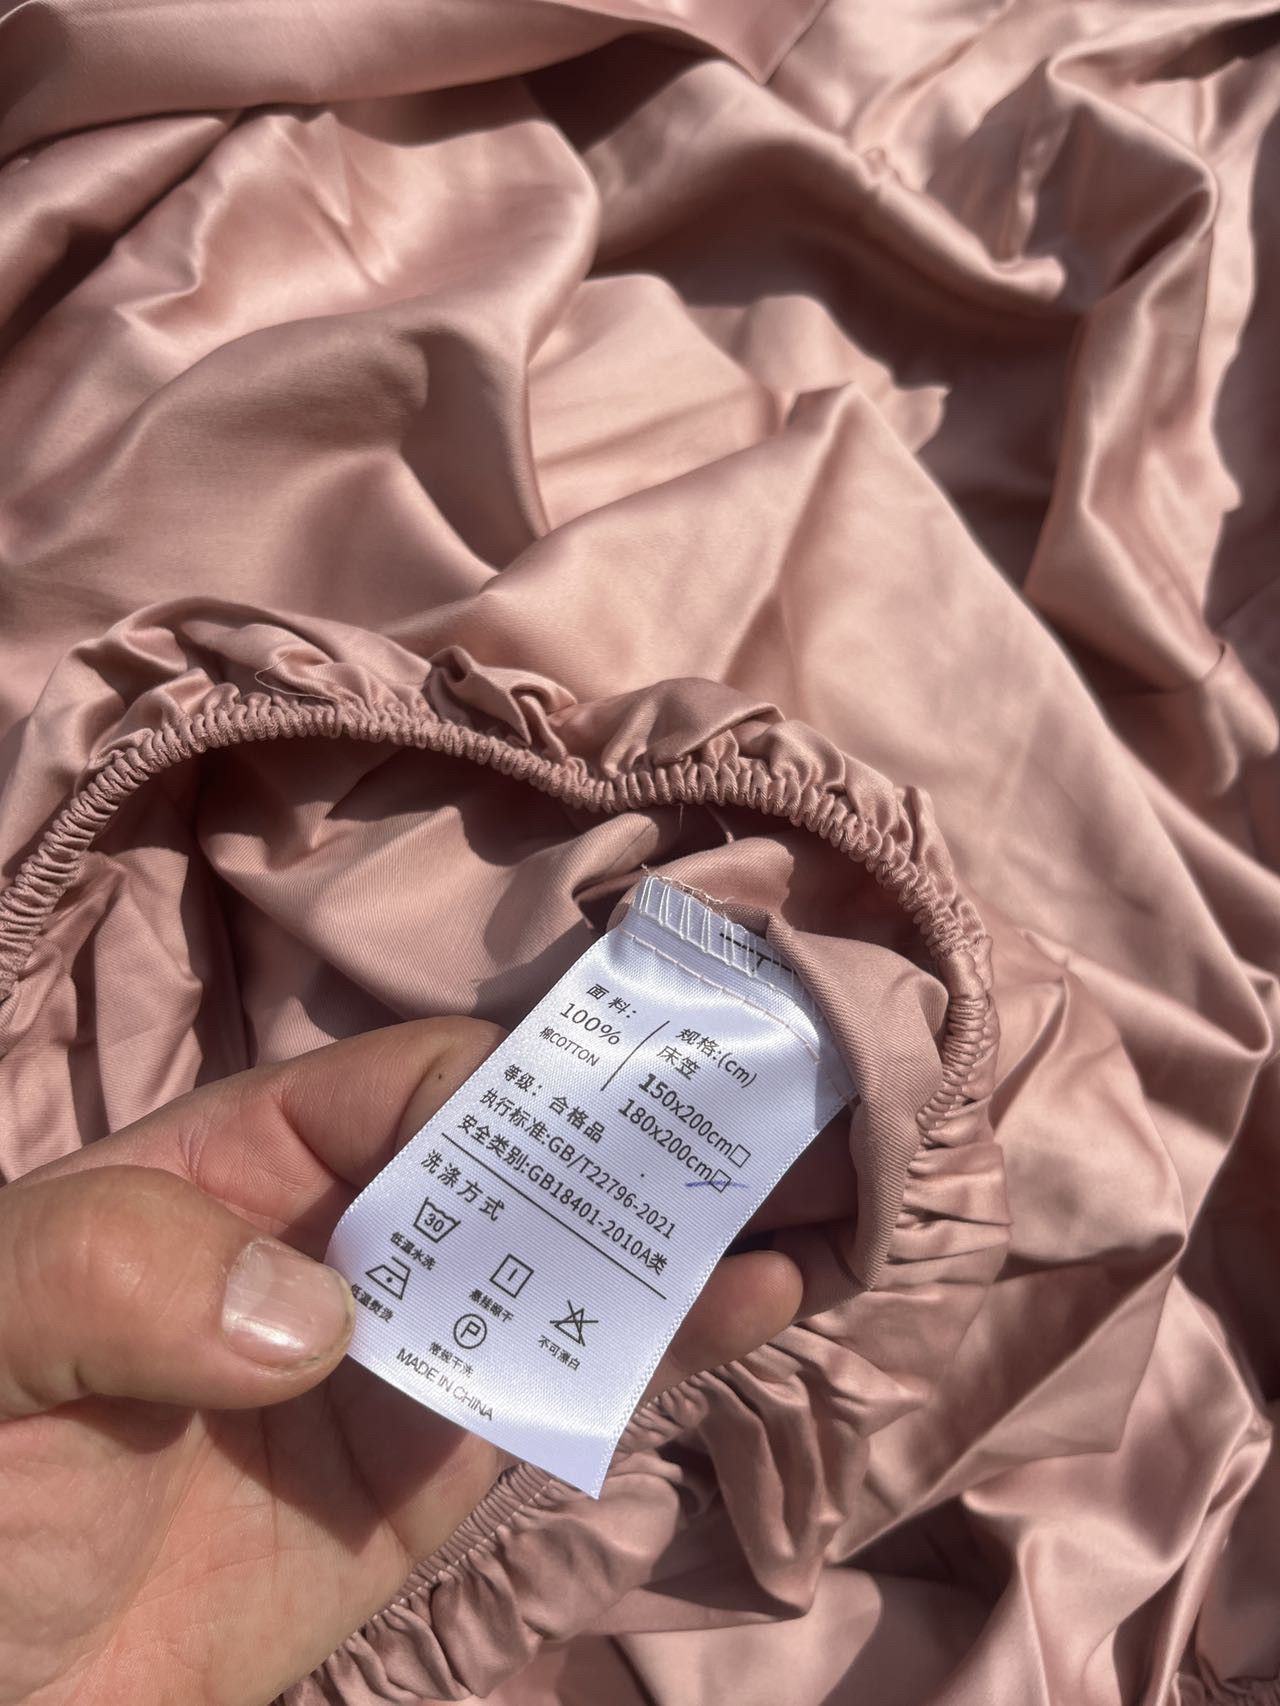 面料：
100%
棉COTTON
规格:(cm)
床笠
150x200cm□
180x200cm□
等级：合格品
执行标准:GB/T22796-2021
安全类别:GB18401-2010A类
洗涤方式
30
低温水洗
悬挂晾干
不可漂白
低温熨烫
P
常规干洗
MADE IN CHINA